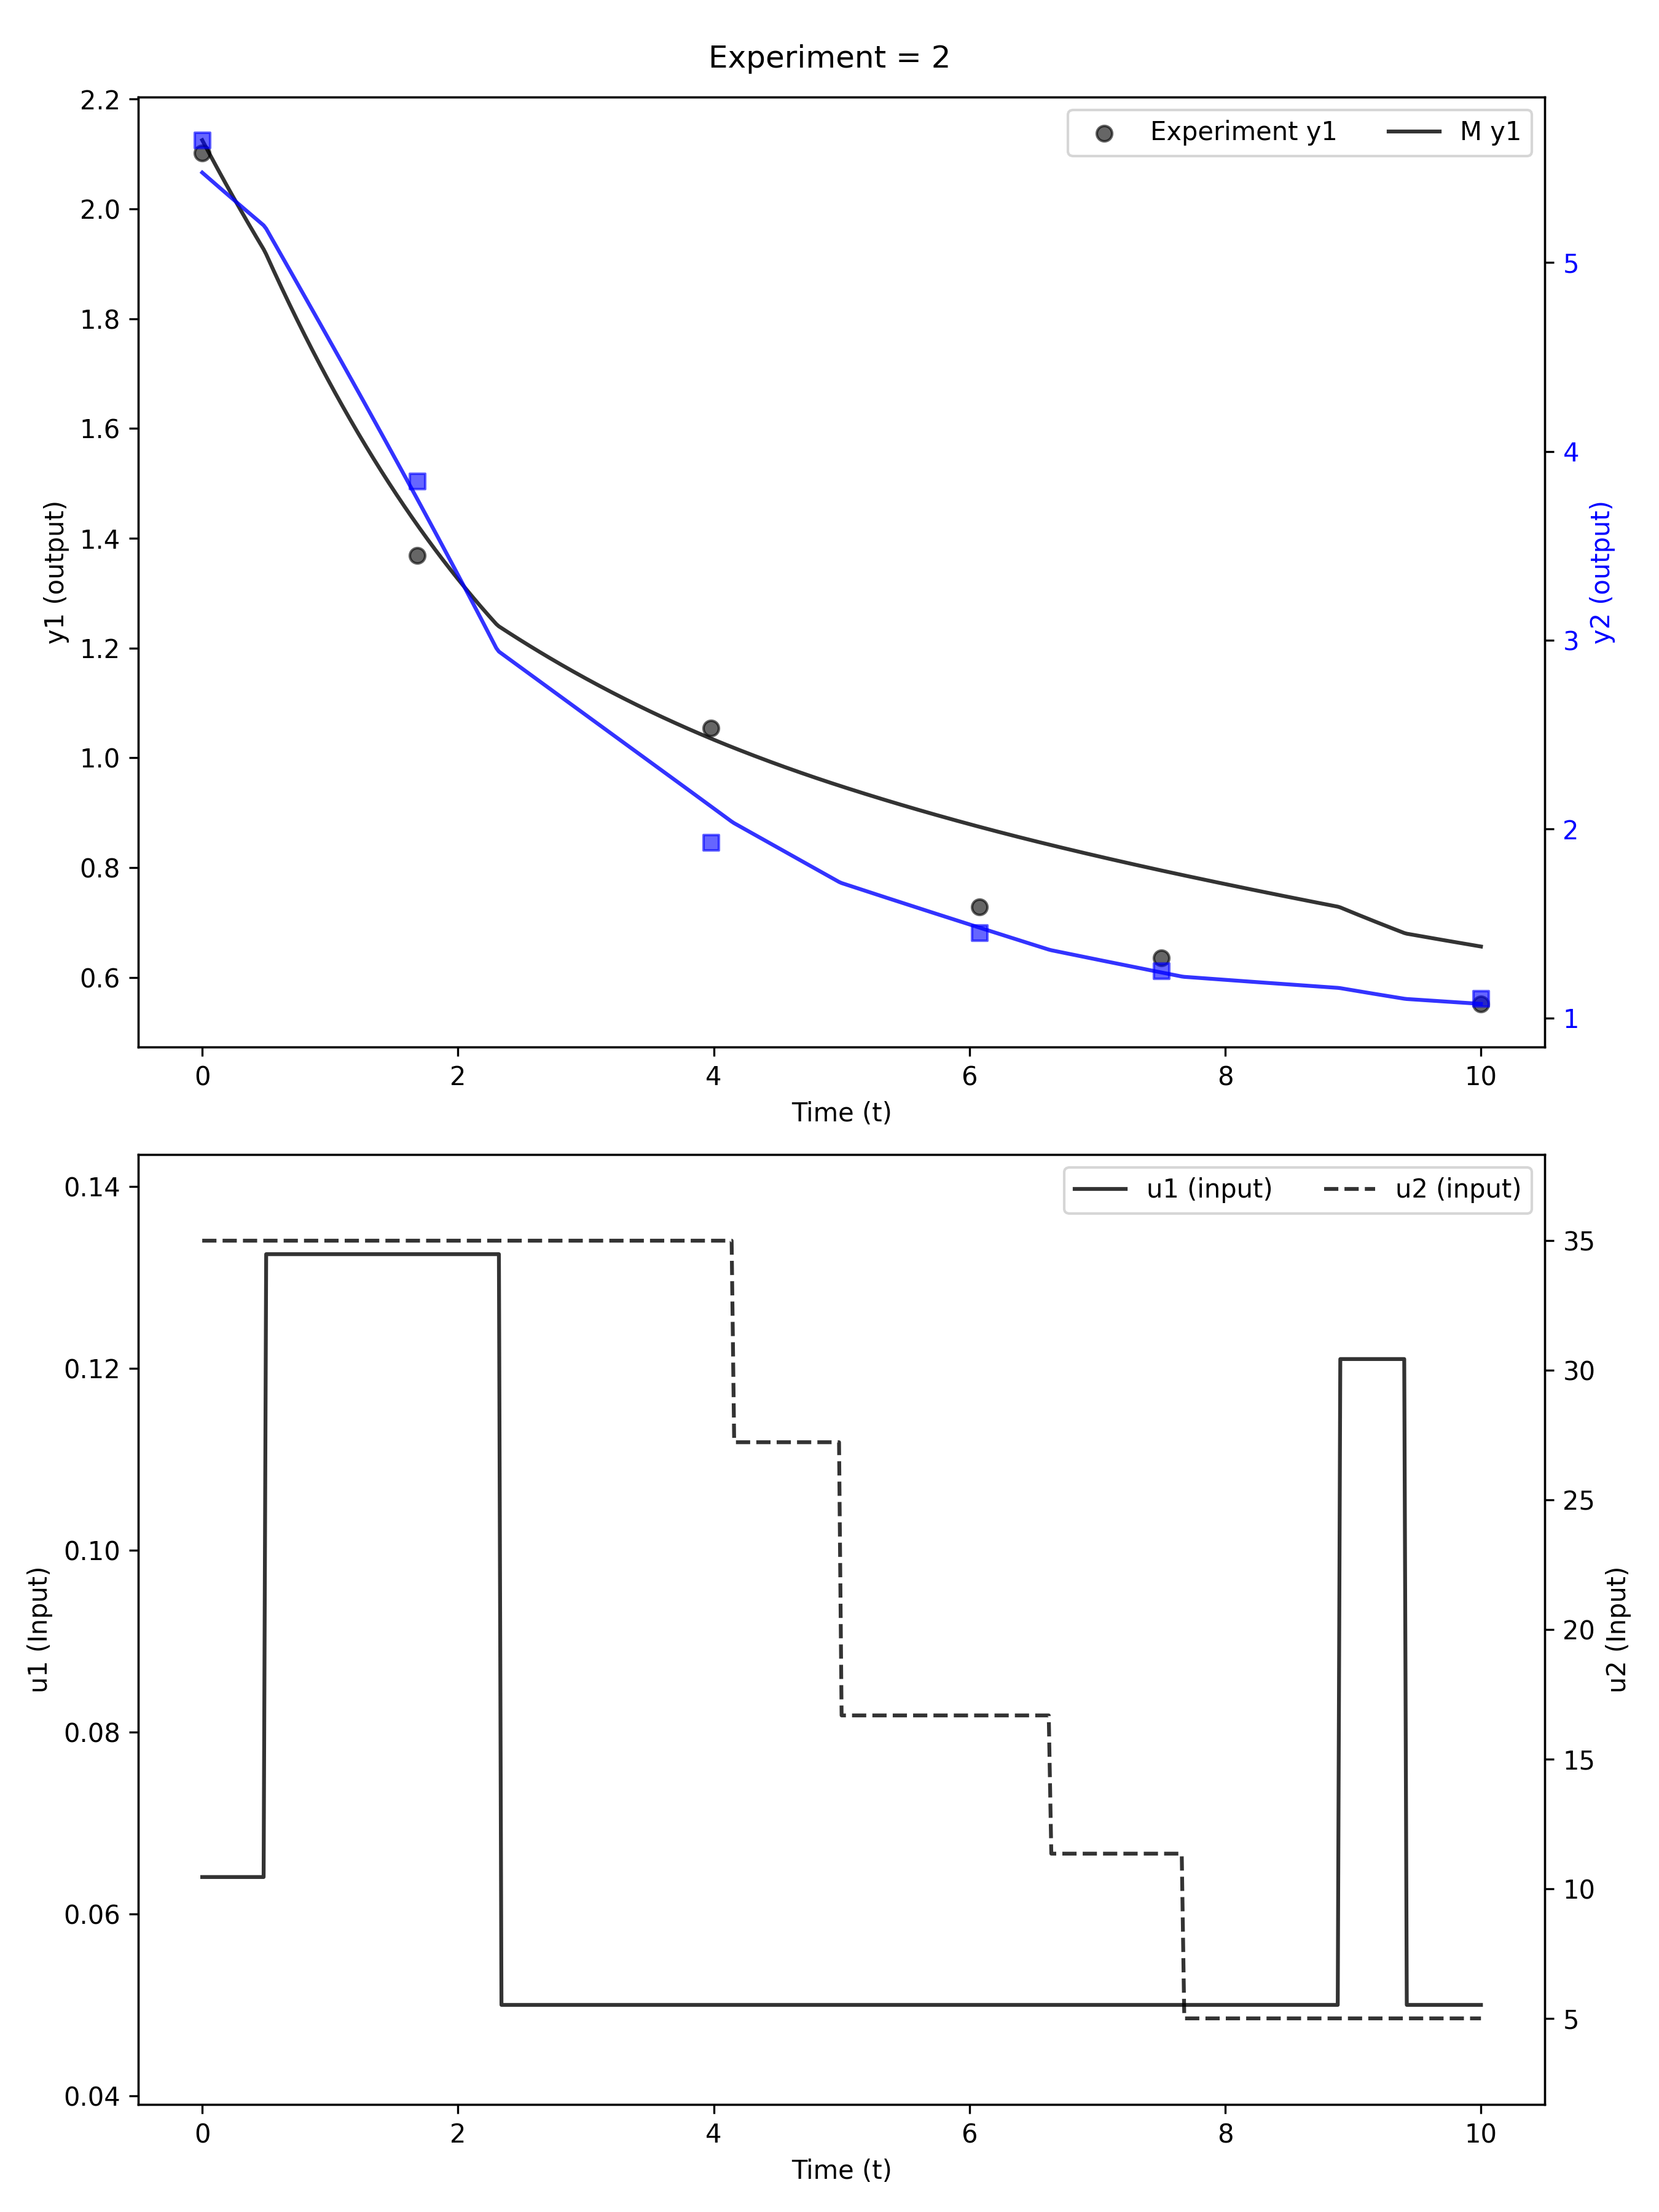 Experiment = 2
Experiment y1
M y1
2.2
2.0
1.8
1.6
1.4
1.2
1.0
0.8
0.6
y1 (output)
5
4
3
2
1
y2 (output)
0 2 4 6 8 10
Time (t)
u1 (input)
u2 (input)
0.14
0.12
0.10
0.08
0.06
0.04
u1 (Input)
35
30
25
20
15
10
5
u2 (Input)
0 2 4 6 8 10
Time (t)